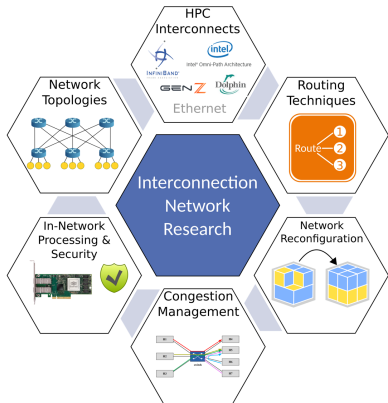 HPC
Interconnects
INFINIBAND
intel
Intel® Omni-Path Architecture
GEN Z
Dolphin
Ethernet
Network
Topologies
Routing
Techniques
1
Route
2
3
Interconnection
Network
Research
In-Network
Processing &
Security
Network
Reconfiguration
Congestion
Management